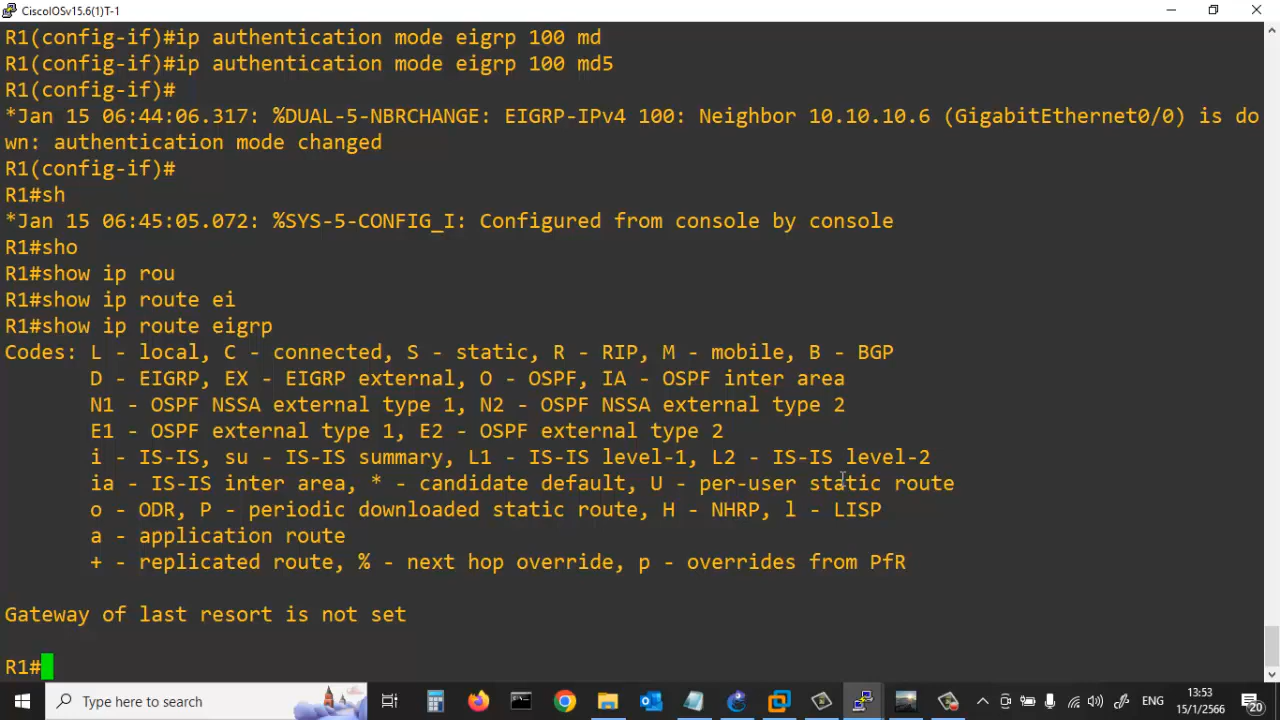 CiscoIOSv15.6(1)T-1
R1(config-if)#ip authentication mode eigrp 100 md
R1(config-if)#ip authentication mode eigrp 100 md5
R1(config-if)#
*Jan 15 06:44:06.317: %DUAL-5-NBRCHANGE: EIGRP-IPv4 100: Neighbor 10.10.10.6 (GigabitEthernet0/0) is do
wn: authentication mode changed
R1(config-if)#
R1#sh
*Jan 15 06:45:05.072: %SYS-5-CONFIG_I: Configured from console by console
R1#sho
R1#show ip rou
R1#show ip route ei
R1#show ip route eigrp
Codes: L - local, C - connected, S - static, R - RIP, M - mobile, B - BGP
D - EIGRP, EX - EIGRP external, O - OSPF, IA - OSPF inter area
N1 - OSPF NSSA external type 1, N2 - OSPF NSSA external type 2
E1 - OSPF external type 1, E2 - OSPF external type 2
i - IS-IS, su - IS-IS summary, L1 - IS-IS level-1, L2 - IS-IS level-2
ia - IS-IS inter area, * - candidate default, U - per-user static route
o - ODR, P - periodic downloaded static route, H - NHRP, l - LISP
a - application route
+ - replicated route, % - next hop override, p - overrides from PfR
Gateway of last resort is not set
R1#
Type here to search
ENG
13:53
15/1/2566
20